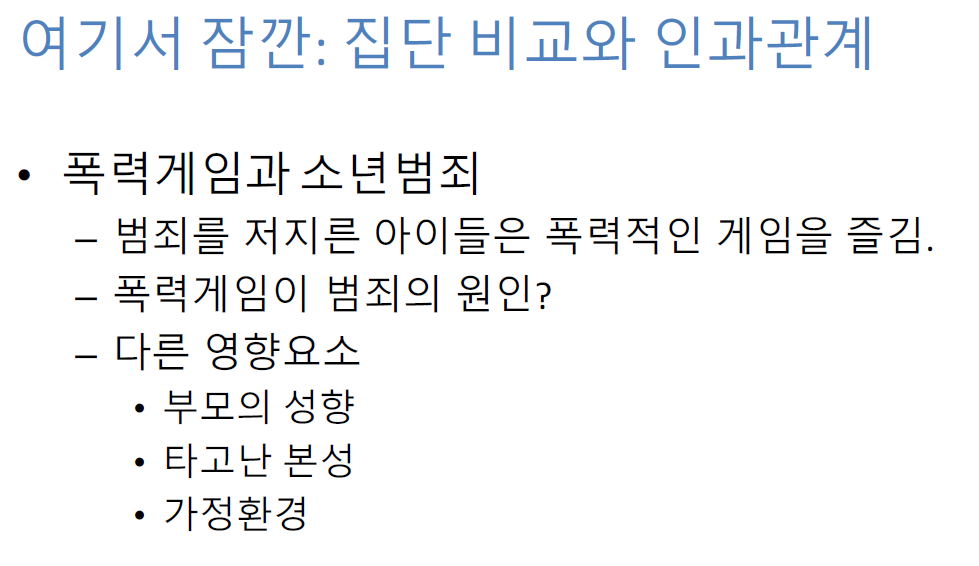 여기서 잠깐: 집단 비교와 인과관계
• 폭력게임과 소년범죄
– 범죄를 저지른 아이들은 폭력적인 게임을 즐김.
– 폭력게임이 범죄의 원인?
– 다른 영향요소
• 부모의 성향
• 타고난 본성
• 가정환경